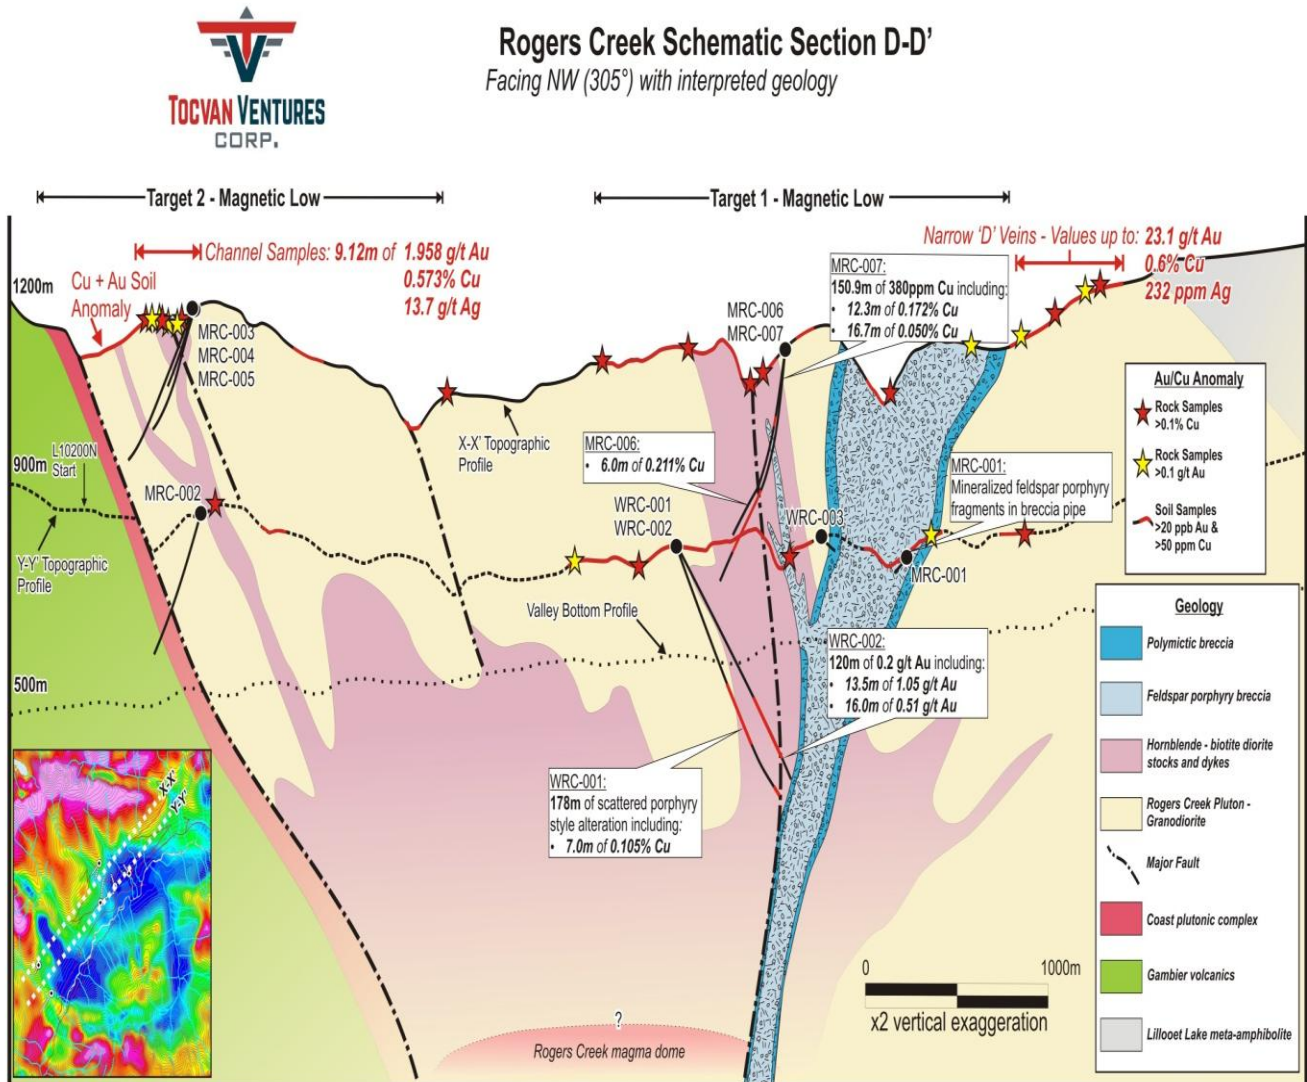 TOCVAN VENTURES
CORP.
Rogers Creek Schematic Section D-D'
Facing NW (305°) with interpreted geology
Target 2 - Magnetic Low
Target 1 - Magnetic Low
Channel Samples: 9.12m of 1.958 g/t Au
0.573% Cu
13.7 g/t Ag
Narrow 'D' Veins - Values up to: 23.1 g/t Au
0.6% Cu
232 ppm Ag
Cu + Au Soil
Anomaly
1200m
900m
500m
MRC-003
MRC-004
MRC-005
MRC-006
MRC-007
MRC-007:
150.9m of 380ppm Cu including:
• 12.3m of 0.172% Cu
• 16.7m of 0.050% Cu
X-X' Topographic
Profile
MRC-006:
• 6.0m of 0.211% Cu
L10200N
Start
MRC-002
Y-Y' Topographic
Profile
WRC-001
WRC-002
WRC-003
MRC-001:
Mineralized feldspar porphyry
fragments in breccia pipe
MRC-001
Valley Bottom Profile
WRC-002:
120m of 0.2 g/t Au including:
• 13.5m of 1.05 g/t Au
• 16.0m of 0.51 g/t Au
WRC-001:
178m of scattered porphyry
style alteration including:
• 7.0m of 0.105% Cu
X-X'
Y-Y'
?
Rogers Creek magma dome
0
1000m
x2 vertical exaggeration
Au/Cu Anomaly
Rock Samples
>0.1% Cu
Rock Samples
>0.1 g/t Au
Soil Samples
>20 ppb Au &
>50 ppm Cu
Geology
Polymictic breccia
Feldspar porphyry breccia
Hornblende - biotite diorite
stocks and dykes
Rogers Creek Pluton -
Granodiorite
Major Fault
Coast plutonic complex
Gambier volcanics
Lillooet Lake meta-amphibolite